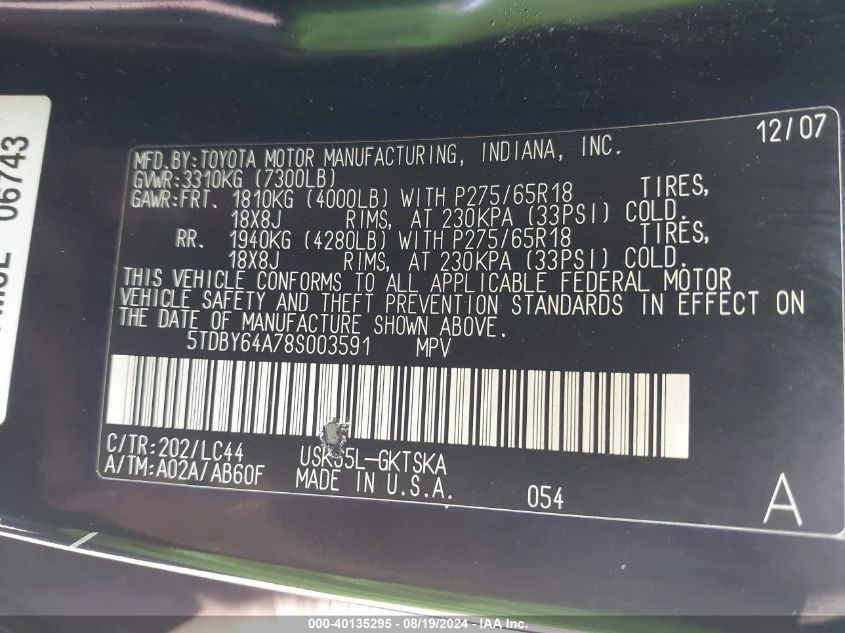 12/07
MFD. BY: TOYOTA MOTOR MANUFACTURING, INDIANA, INC.
GVWR: 3310KG (7300LB)
GAWR: FRT. 1810KG (4000LB) WITH P275/65R18 TIRES,
18X8J RIMS, AT 230KPA (33PSI) COLD.
RR. 1940KG (4280LB) WITH P275/65R18 TIRES,
18X8J RIMS, AT 230KPA (33PSI) COLD.
THIS VEHICLE CONFORMS TO ALL APPLICABLE FEDERAL MOTOR
VEHICLE SAFETY AND THEFT PREVENTION STANDARDS IN EFFECT ON
THE DATE OF MANUFACTURE SHOWN ABOVE.
5TDBY64A78S003591 MPV
C/TR: 202/LC44 L-GKTSKA
A/TM: A02A/AB60F MADE IN U.S.A. 054 A
06743
000-40135295 - 08/19/2024 - IAA Inc.